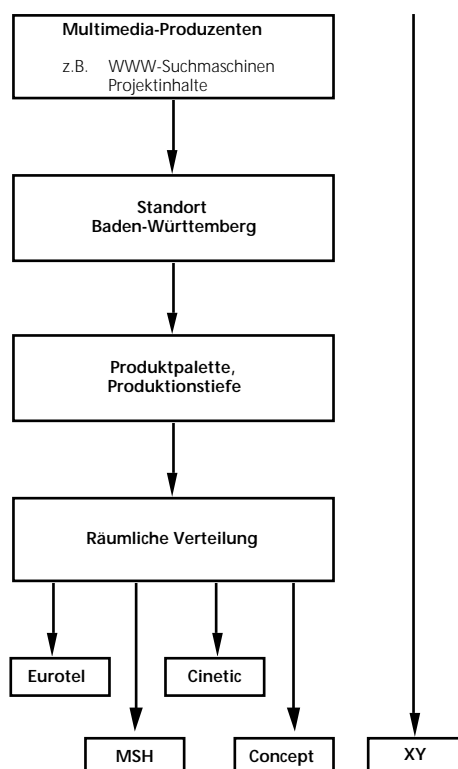 Multimedia-Produzenten
z.B. WWW-Suchmaschinen
Projektinhalte
Standort
Baden-Württemberg
Produktpalette,
Produktionstiefe
Räumliche Verteilung
Eurotel
Cinetic
MSH
Concept
XY